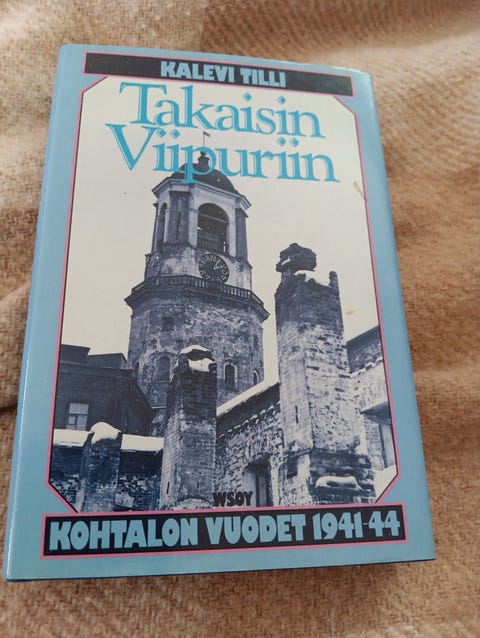 KALEVI TILLI
Takaisin
Viipuriin
WSOY
KOHTALON VUODET 1941-44